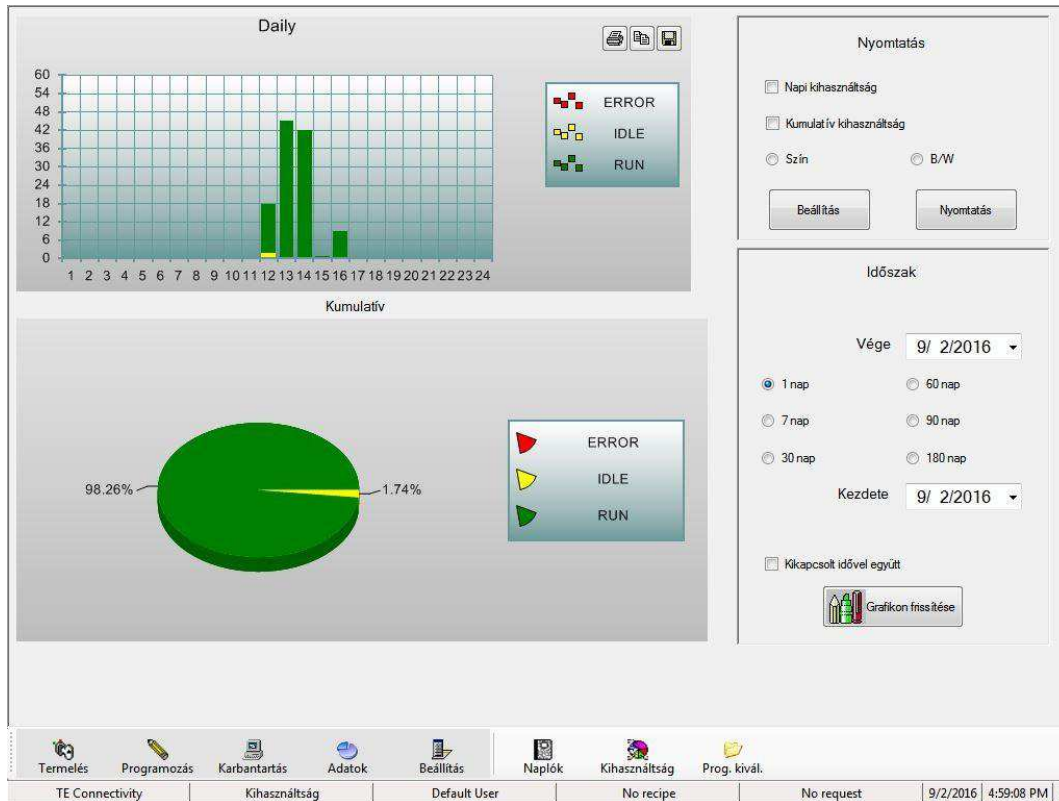 Daily
60
54
48
42
36
30
24
18
12
6
0
1 2 3 4 5 6 7 8 9 10 11 12 13 14 15 16 17 18 19 20 21 22 23 24
ERROR
IDLE
RUN
Kumulatív
98.26%
1.74%
ERROR
IDLE
RUN
Nyomtatás
Napi kihasználtság
Kumulatív kihasználtság
Szín B/W
Beállítás Nyomtatás
Időszak
Vége 9/ 2/2016
1 nap 60 nap
7 nap 90 nap
30 nap 180 nap
Kezdete 9/ 2/2016
Kikapcsolt idővel együtt
Grafikon frissítése
Termelés Programozás Karbantartás Adatok Beállítás Naplók Kihasználtság Prog. kivál.
TE Connectivity Kihasználtság Default User No recipe No request 9/2/2016 4:59:08 PM